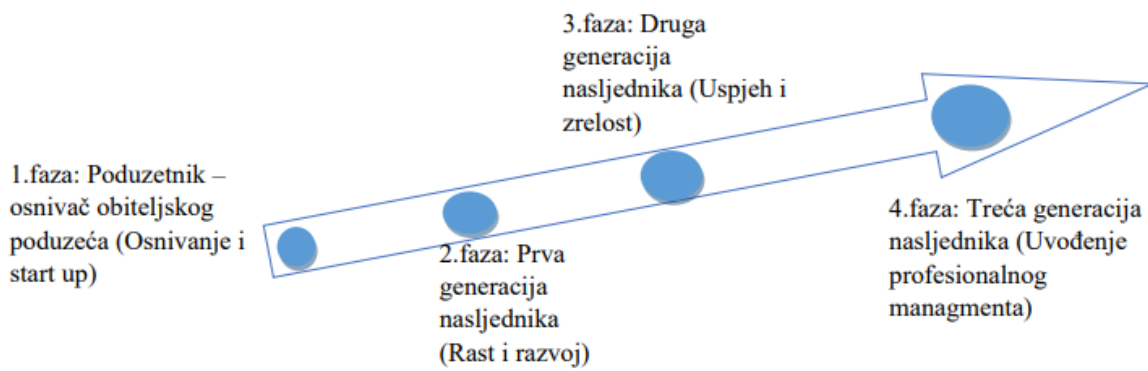 1.faza: Poduzetnik –
osnivač obiteljskog
poduzeća (Osnivanje i
start up)
2.faza: Prva
generacija
nasljednika
(Rast i razvoj)
3.faza: Druga
generacija
nasljednika (Uspjeh i
zrelost)
4.faza: Treća generacija
nasljednika (Uvođenje
profesionalnog
managmenta)